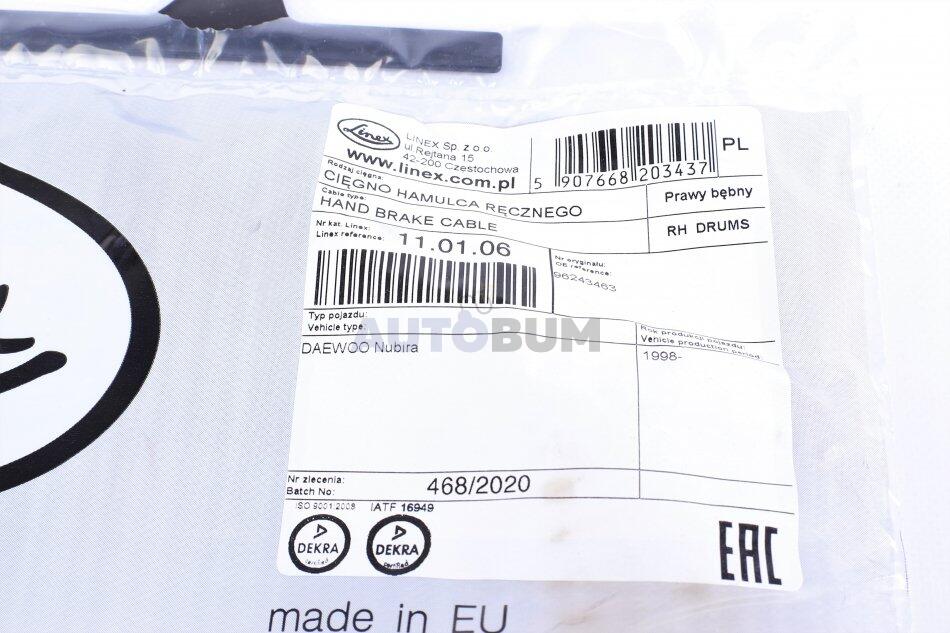 Linex
LINEX Sp. z o.o.
ul Rejtana 15
42-200 Czestochowa
www.linex.com.pl
5 907668 203437
PL
Rodzaj cięgna:
CIĘGNO HAMULCA RĘCZNEGO
Prawy bębny
Cable type:
HAND BRAKE CABLE
RH DRUMS
Nr kat. Linex:
Linex reference: 11.01.06
Nr oryginału:
OE reference:
96243463
Typ pojazdu:
Vehicle type:
DAEWOO Nubira
Rok produkcji pojazdu:
Vehicle production period:
1998-
AUTOBUM
Nr zlecenia:
Batch No: 468/2020
ISO 9001:2008 IATF 16949
DEKRA
certified
DEKRA
certified
EAC
made in EU